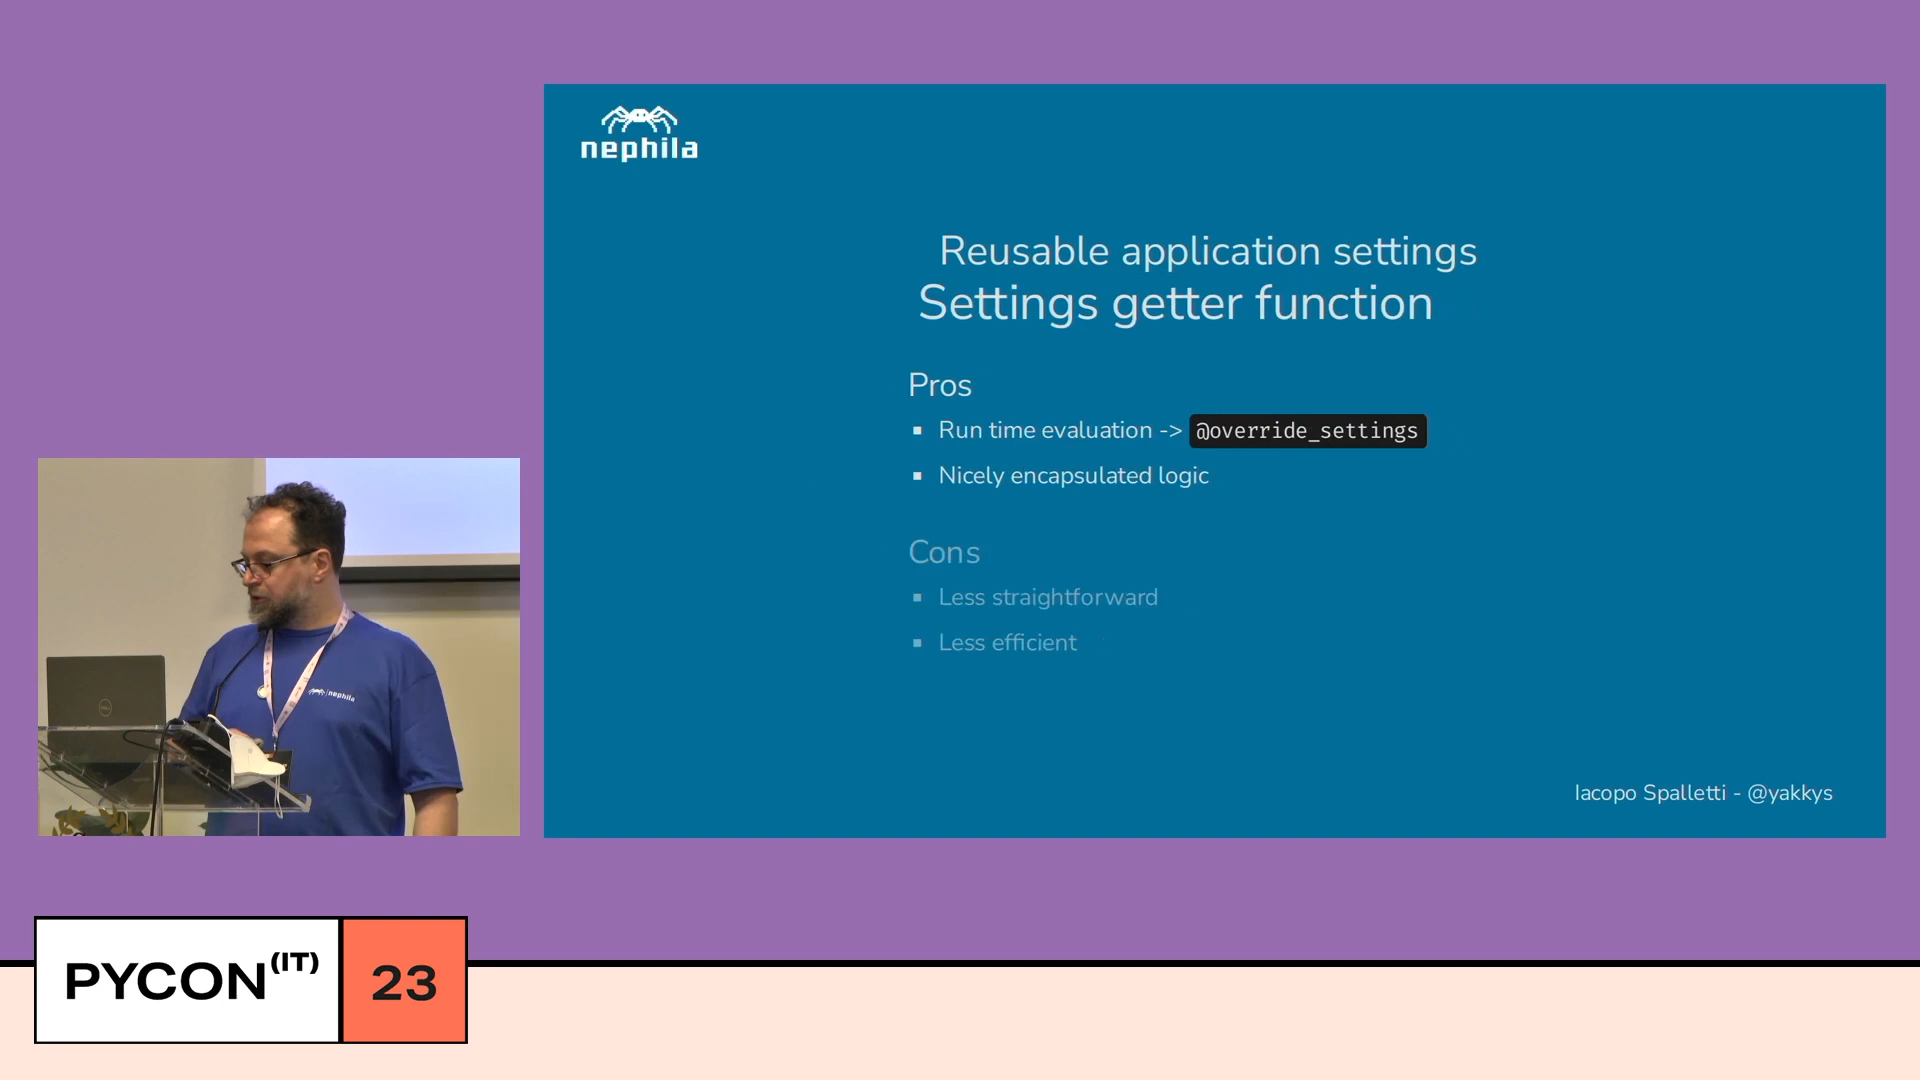 nephila
Reusable application settings
Settings getter function
Pros
▪ Run time evaluation -> @override_settings
▪ Nicely encapsulated logic
Cons
▪ Less straightforward
▪ Less efficient
Iacopo Spalletti - @yakkys
nephila
PYCON(IT) 23